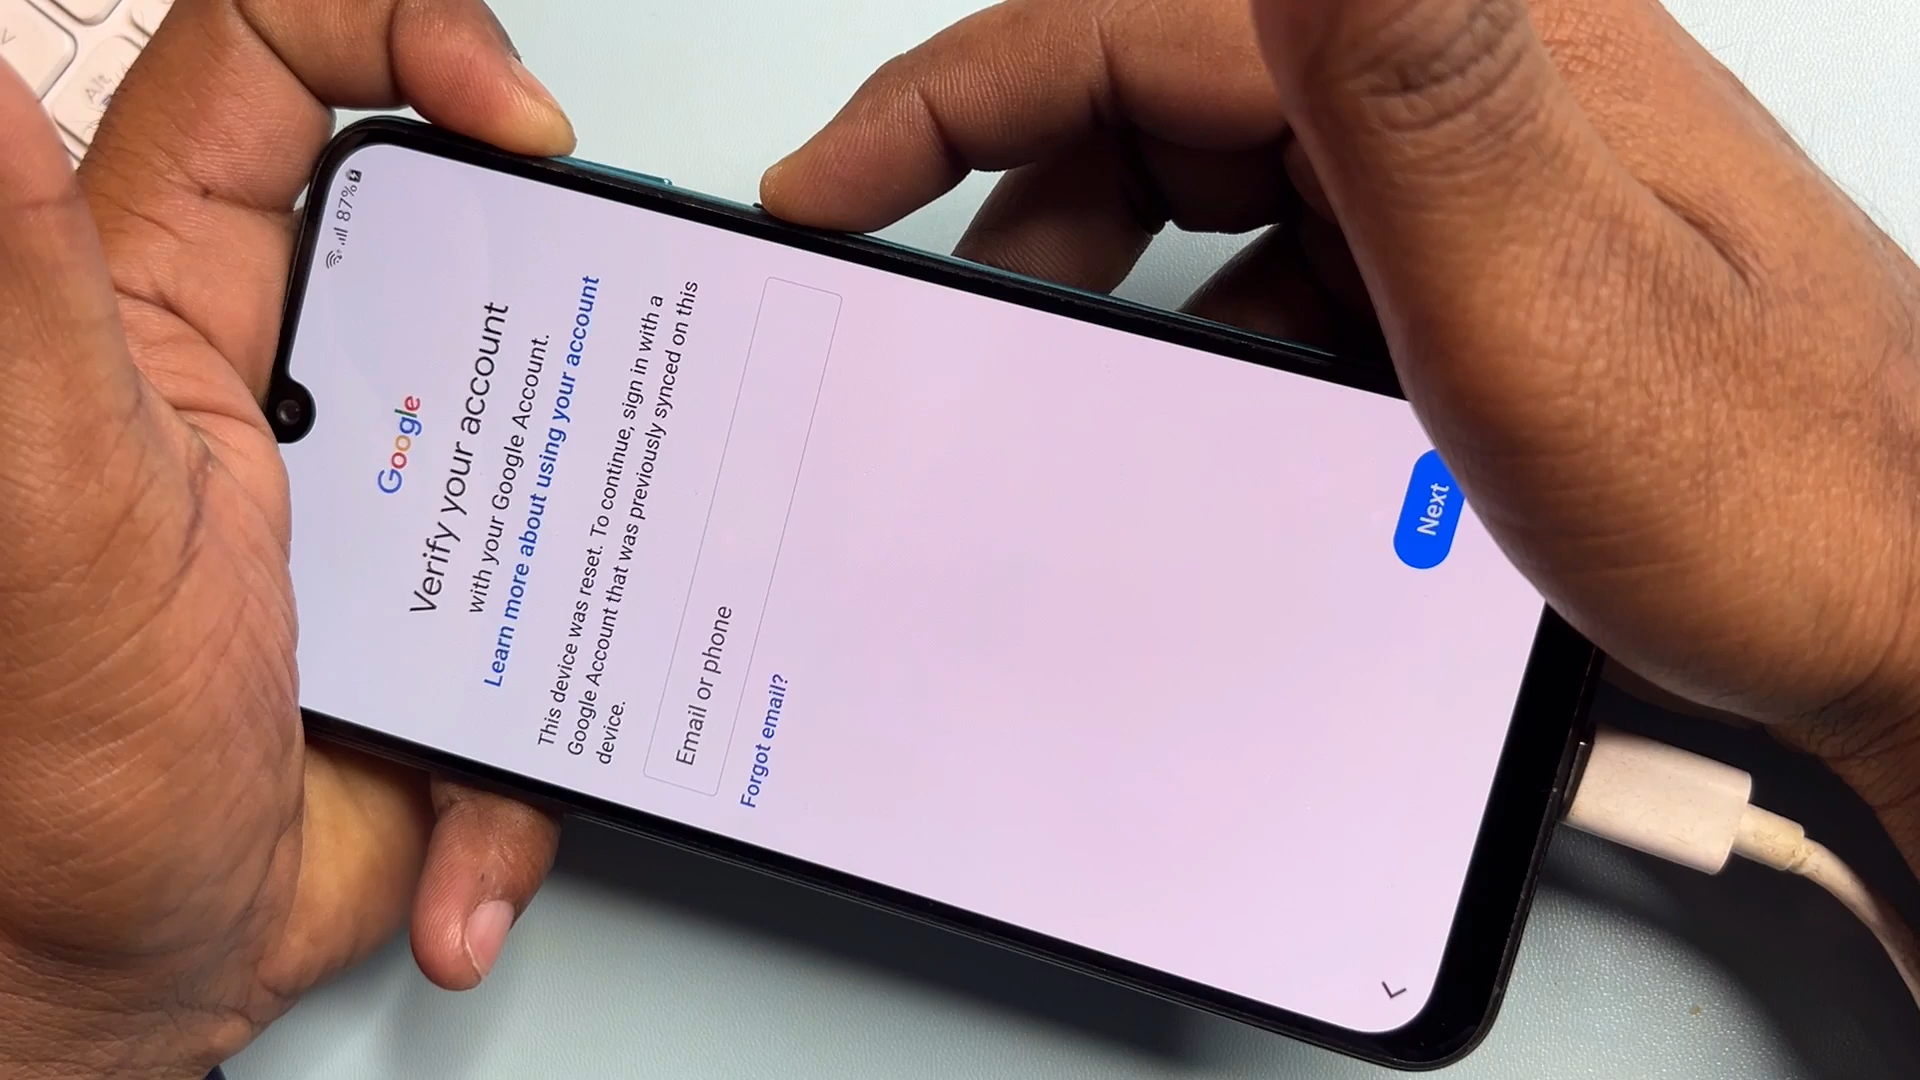 87%
Google
Verify your account
with your Google Account.
Learn more about using your account
This device was reset. To continue, sign in with a
Google Account that was previously synced on this
device.
Email or phone
Forgot email?
Next
Alt